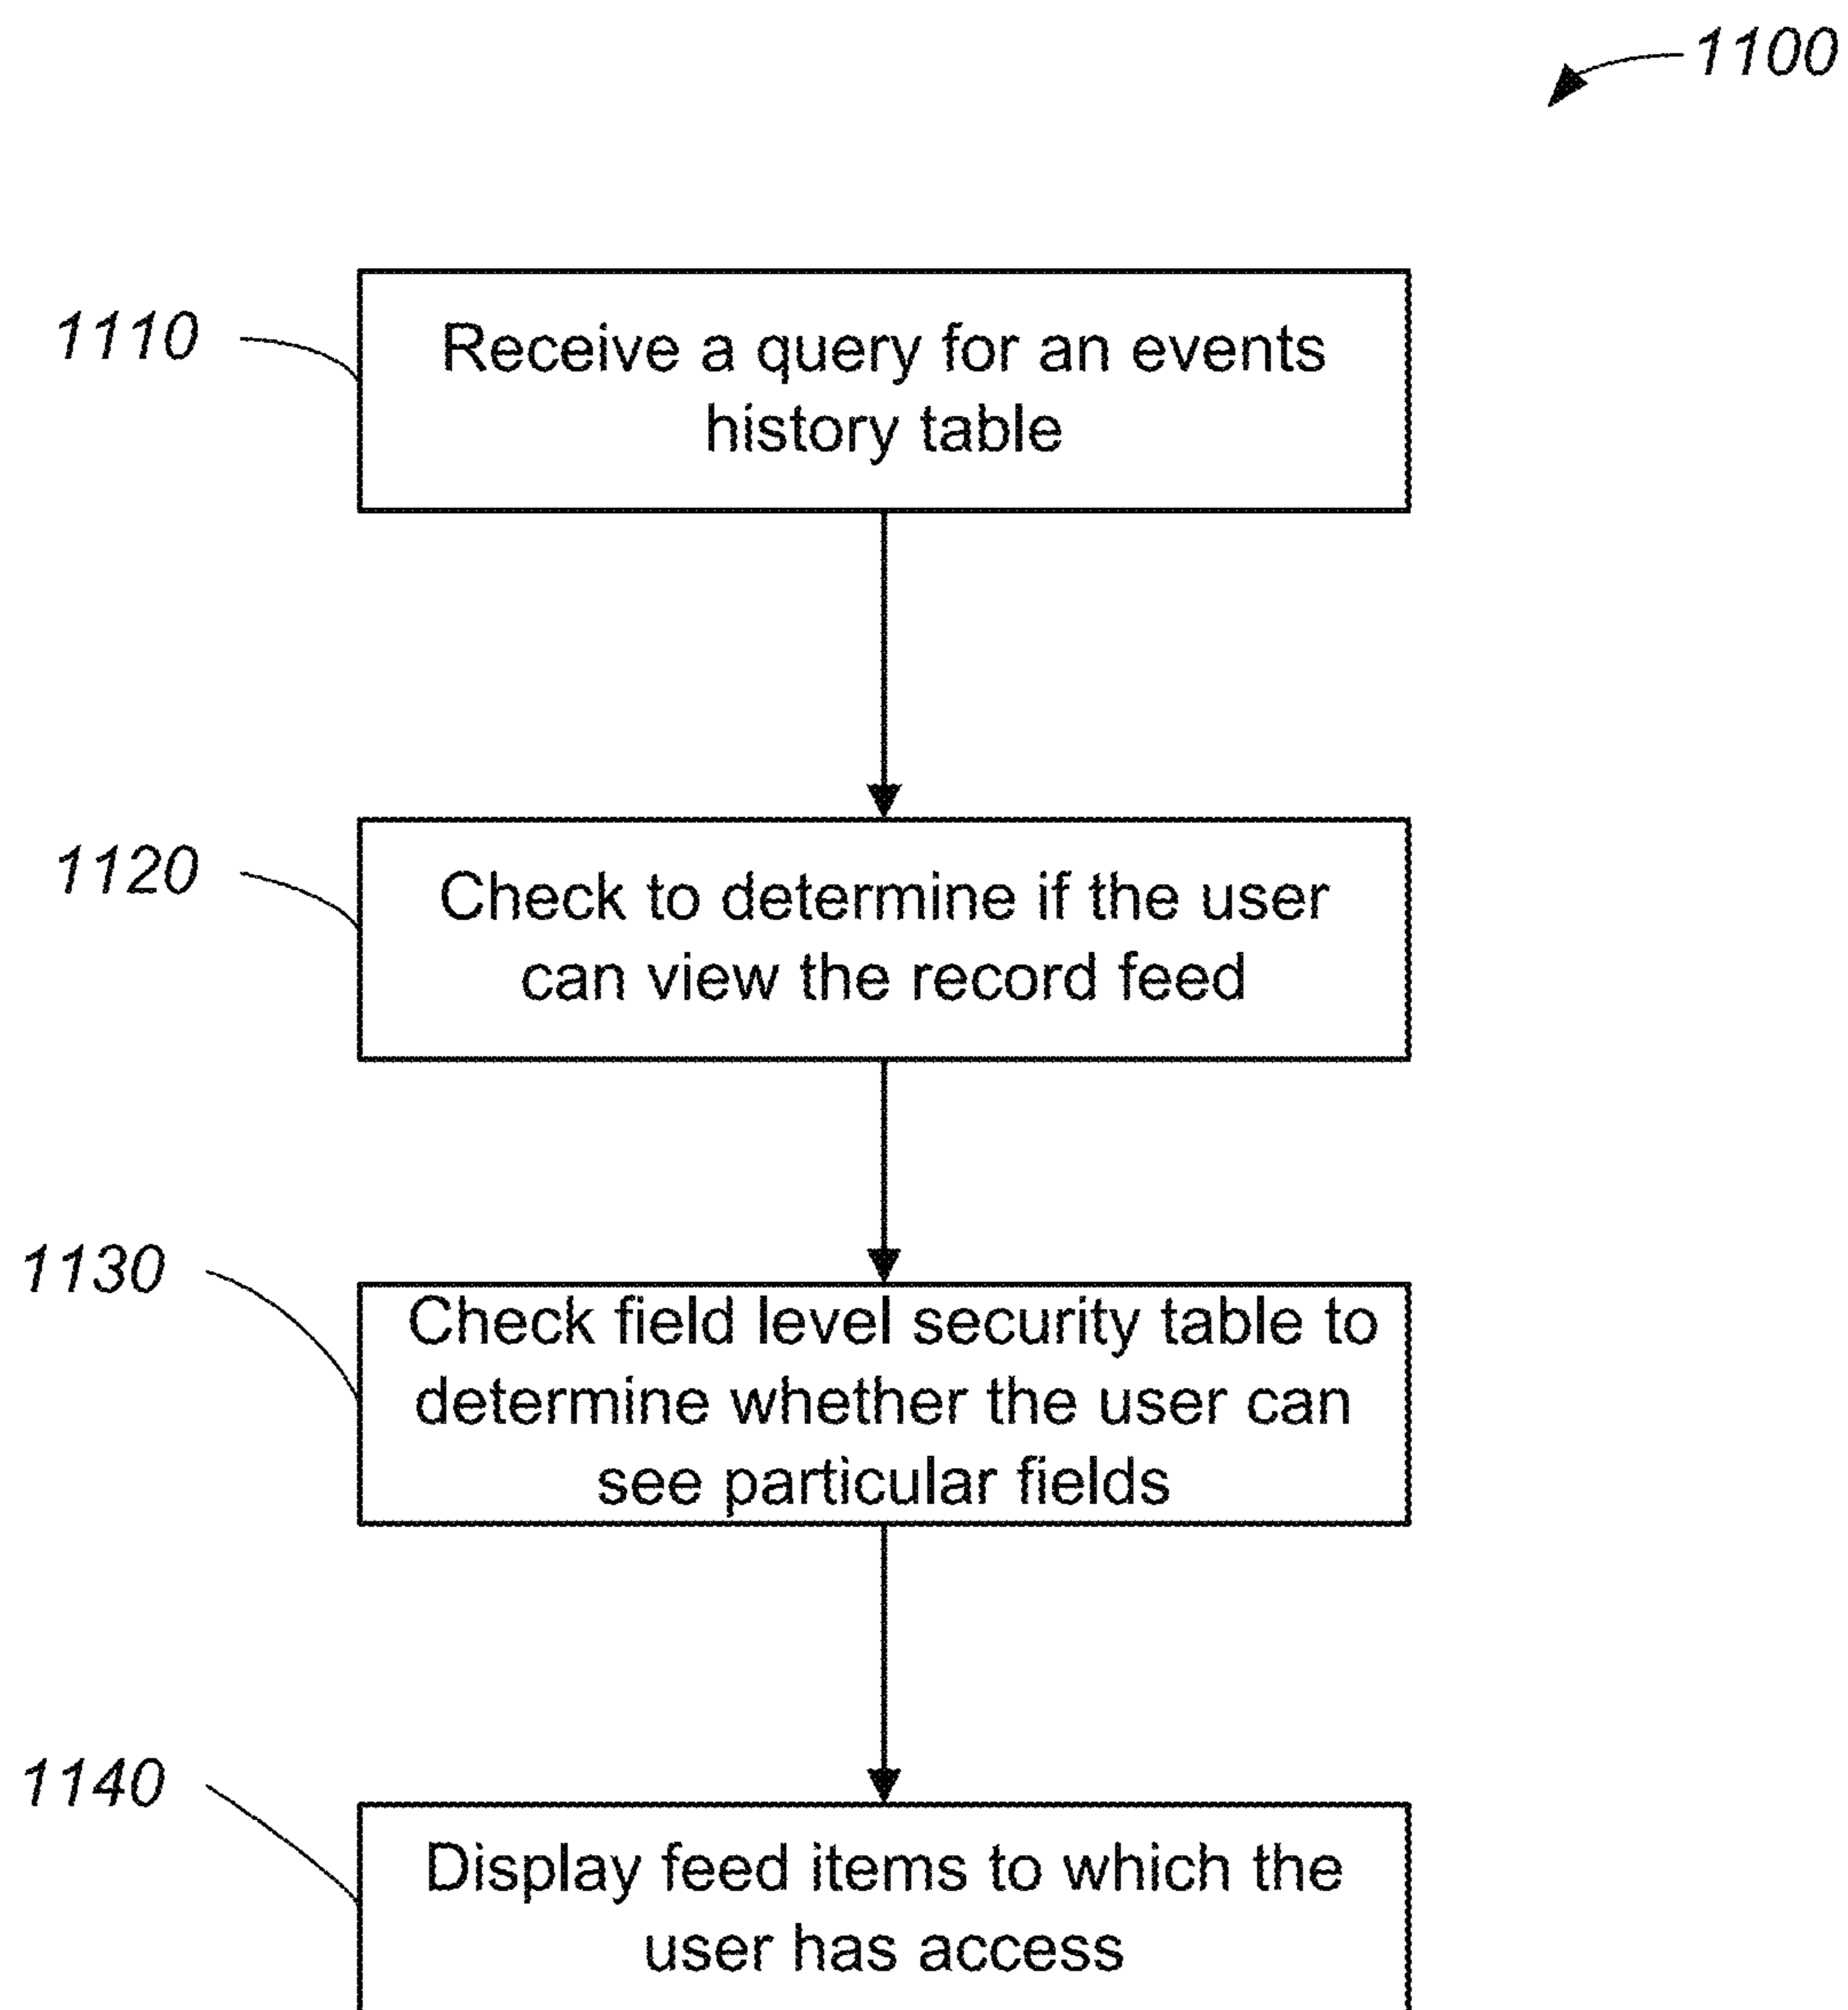 1100
1110
Receive a query for an events
history table
1120
Check to determine if the user
can view the record feed
1130
Check field level security table to
determine whether the user can
see particular fields
1140
Display feed items to which the
user has access